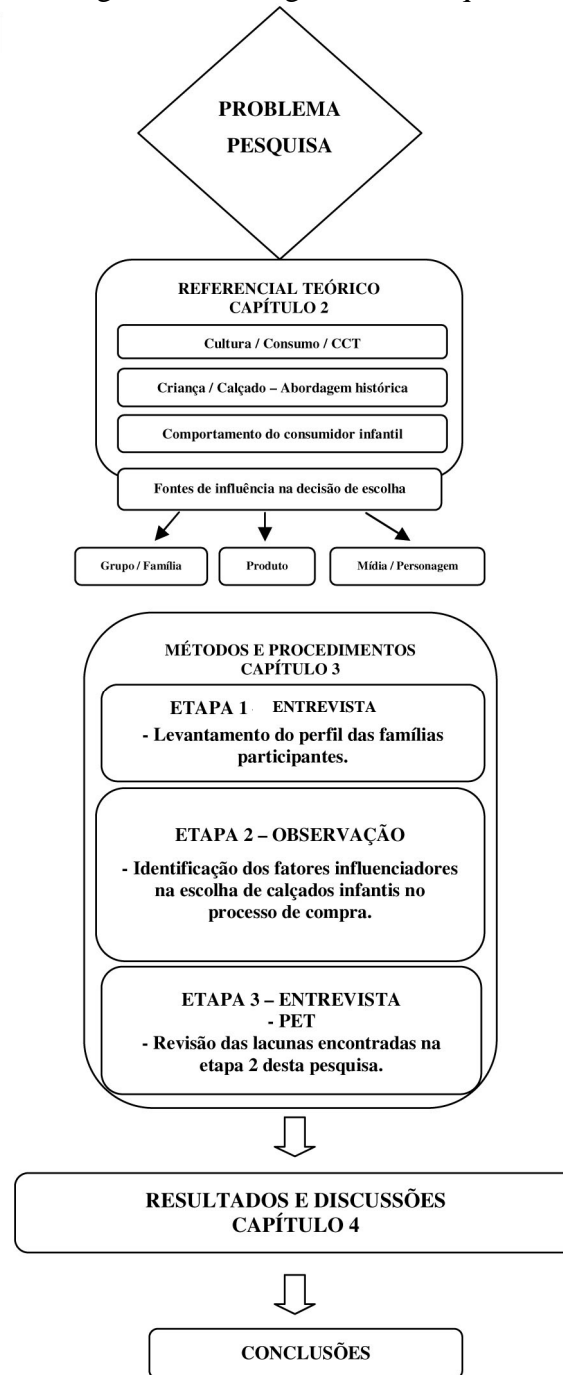 PROBLEMA
PESQUISA
REFERENCIAL TEÓRICO
CAPÍTULO 2
Cultura / Consumo / CCT
Criança / Calçado – Abordagem histórica
Comportamento do consumidor infantil
Fontes de influência na decisão de escolha
Grupo / Família
Produto
Mídia / Personagem
MÉTODOS E PROCEDIMENTOS
CAPÍTULO 3
ETAPA 1 ENTREVISTA
- Levantamento do perfil das famílias
participantes.
ETAPA 2 – OBSERVAÇÃO
- Identificação dos fatores influenciadores
na escolha de calçados infantis no
processo de compra.
ETAPA 3 – ENTREVISTA
- PET
- Revisão das lacunas encontradas na
etapa 2 desta pesquisa.
RESULTADOS E DISCUSSÕES
CAPÍTULO 4
CONCLUSÕES